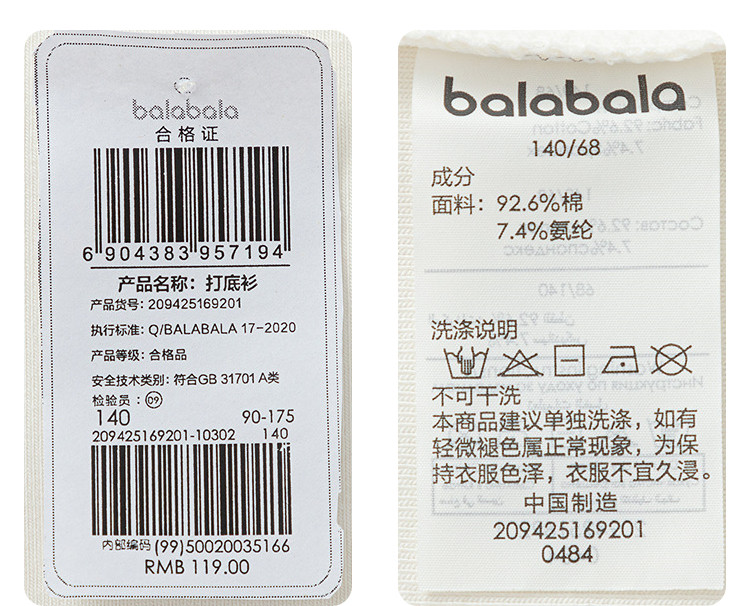 balabala
合格证
6 904383 957194
产品名称：打底衫
产品货号：209425169201
执行标准：Q/BALABALA 17-2020
产品等级：合格品
安全技术类别：符合GB 31701 A类
检验员：09
140 90-175
209425169201-10302 140
内部编码 (99)50020035166
RMB 119.00
balabala
140/68
成分
面料：92.6%棉
7.4%氨纶
洗涤说明
不可干洗
本商品建议单独洗涤，如有
轻微褪色属正常现象，为保
持衣服色泽，衣服不宜久浸。
中国制造
209425169201
0484